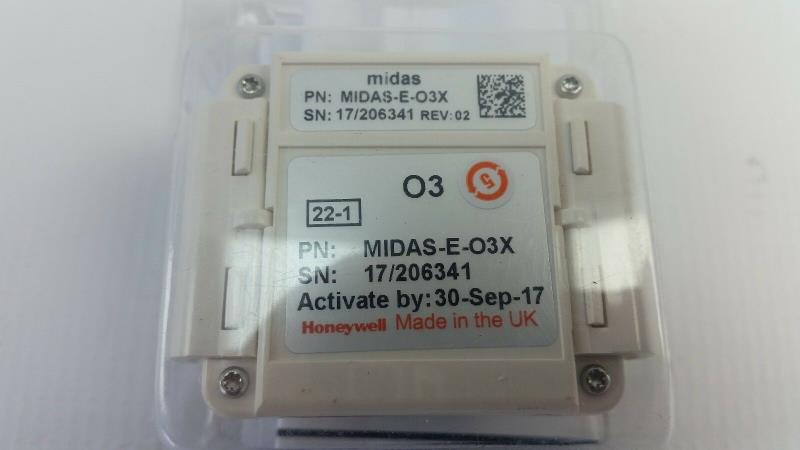 midas
PN: MIDAS-E-O3X
SN: 17/206341 REV: 02
O3
5
22-1
PN: MIDAS-E-O3X
SN: 17/206341
Activate by: 30-Sep-17
Honeywell Made in the UK